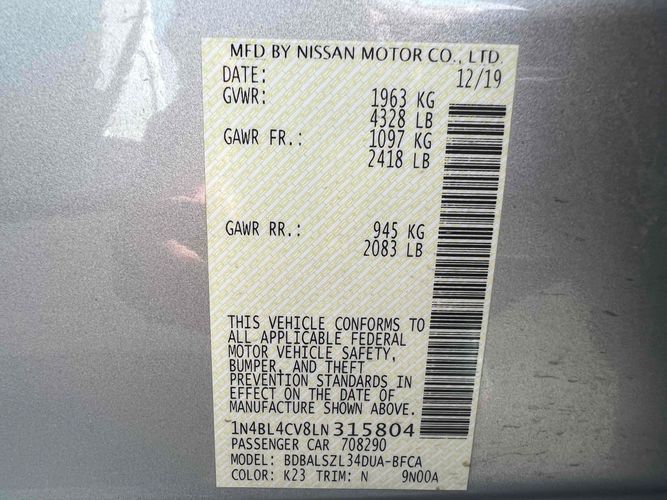 MFD BY NISSAN MOTOR CO., LTD.
DATE: 12/19
GVWR: 1963 KG
4328 LB
GAWR FR.: 1097 KG
2418 LB
GAWR RR.: 945 KG
2083 LB
THIS VEHICLE CONFORMS TO
ALL APPLICABLE FEDERAL
MOTOR VEHICLE SAFETY,
BUMPER, AND THEFT
PREVENTION STANDARDS IN
EFFECT ON THE DATE OF
MANUFACTURE SHOWN ABOVE.
1N4BL4CV8LN315804
PASSENGER CAR 708290
MODEL: BDBALSZL34DUA-BFCA
COLOR: K23 TRIM: N 9N00A